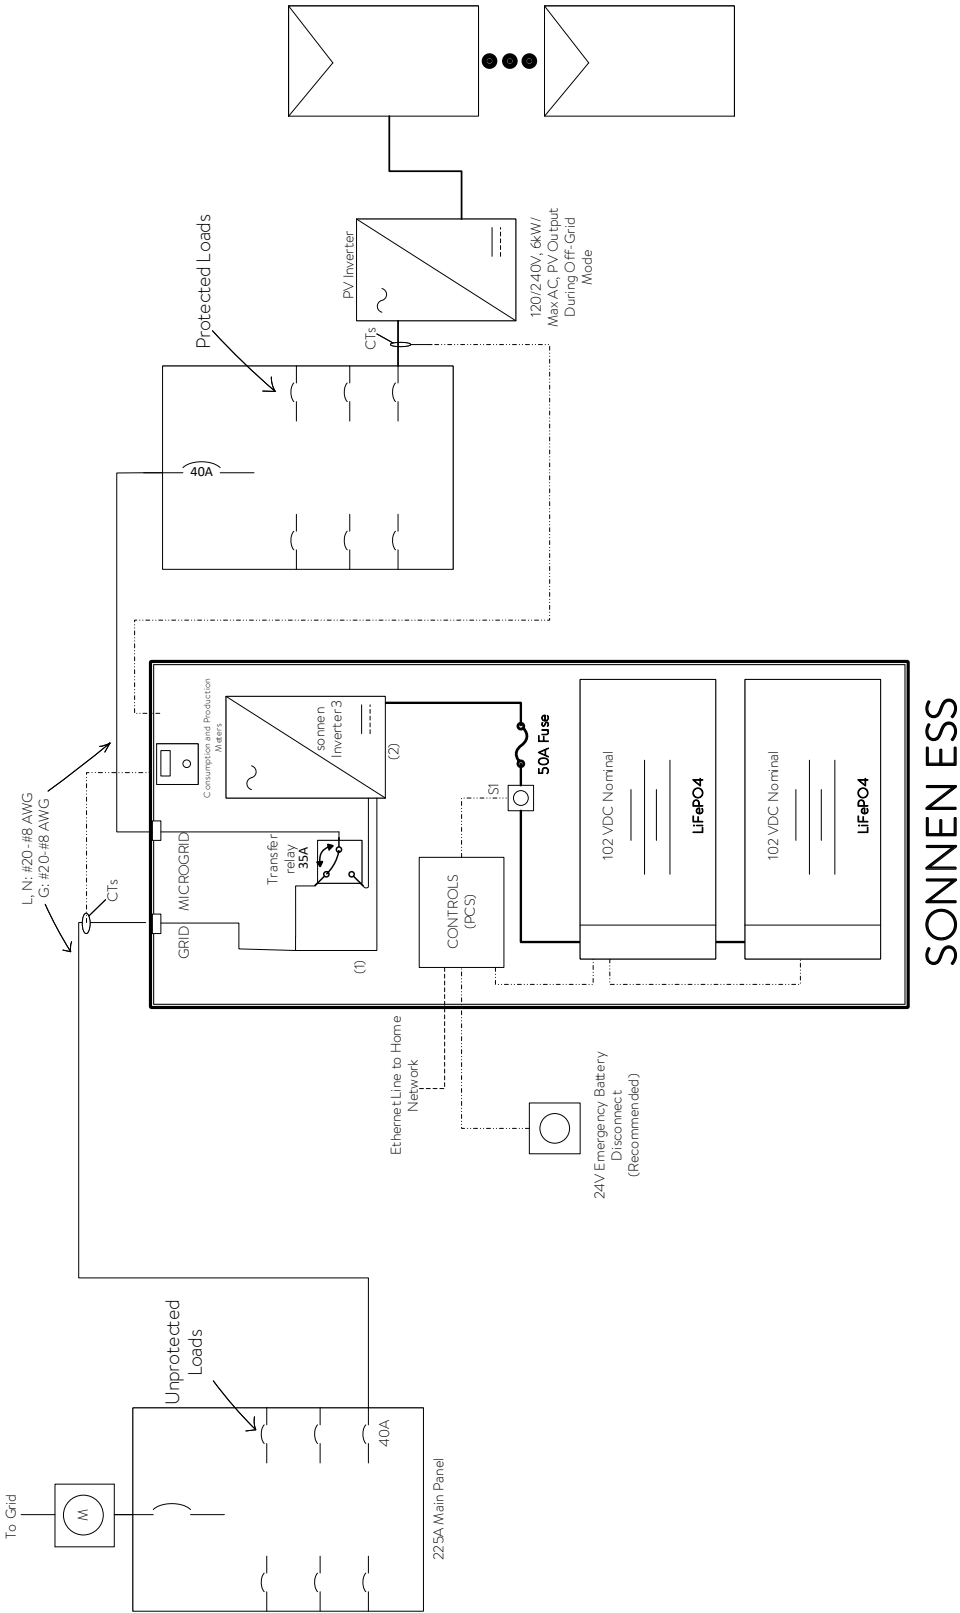 To Grid
W
225A Main Panel
40A
Unprotected
Loads
L, N: #20-#8 AWG
G: #20-#8 AWG
CTs
GRID
MICROGRID
Consumption and Production
Meters
sonnen
Inverter3
(2)
Transfer
relay
35A
(1)
CONTROLS
(PCS)
S1
50A Fuse
102 VDC Nominal
LiFePO4
102 VDC Nominal
LiFePO4
SONNEN ESS
Ethernet Line to Home
Network
24V Emergency Battery
Disconnect
(Recommended)
40A
Protected Loads
CTs
PV Inverter
120/240V, 6kW/
Max AC, PV Output
During Off-Grid
Mode